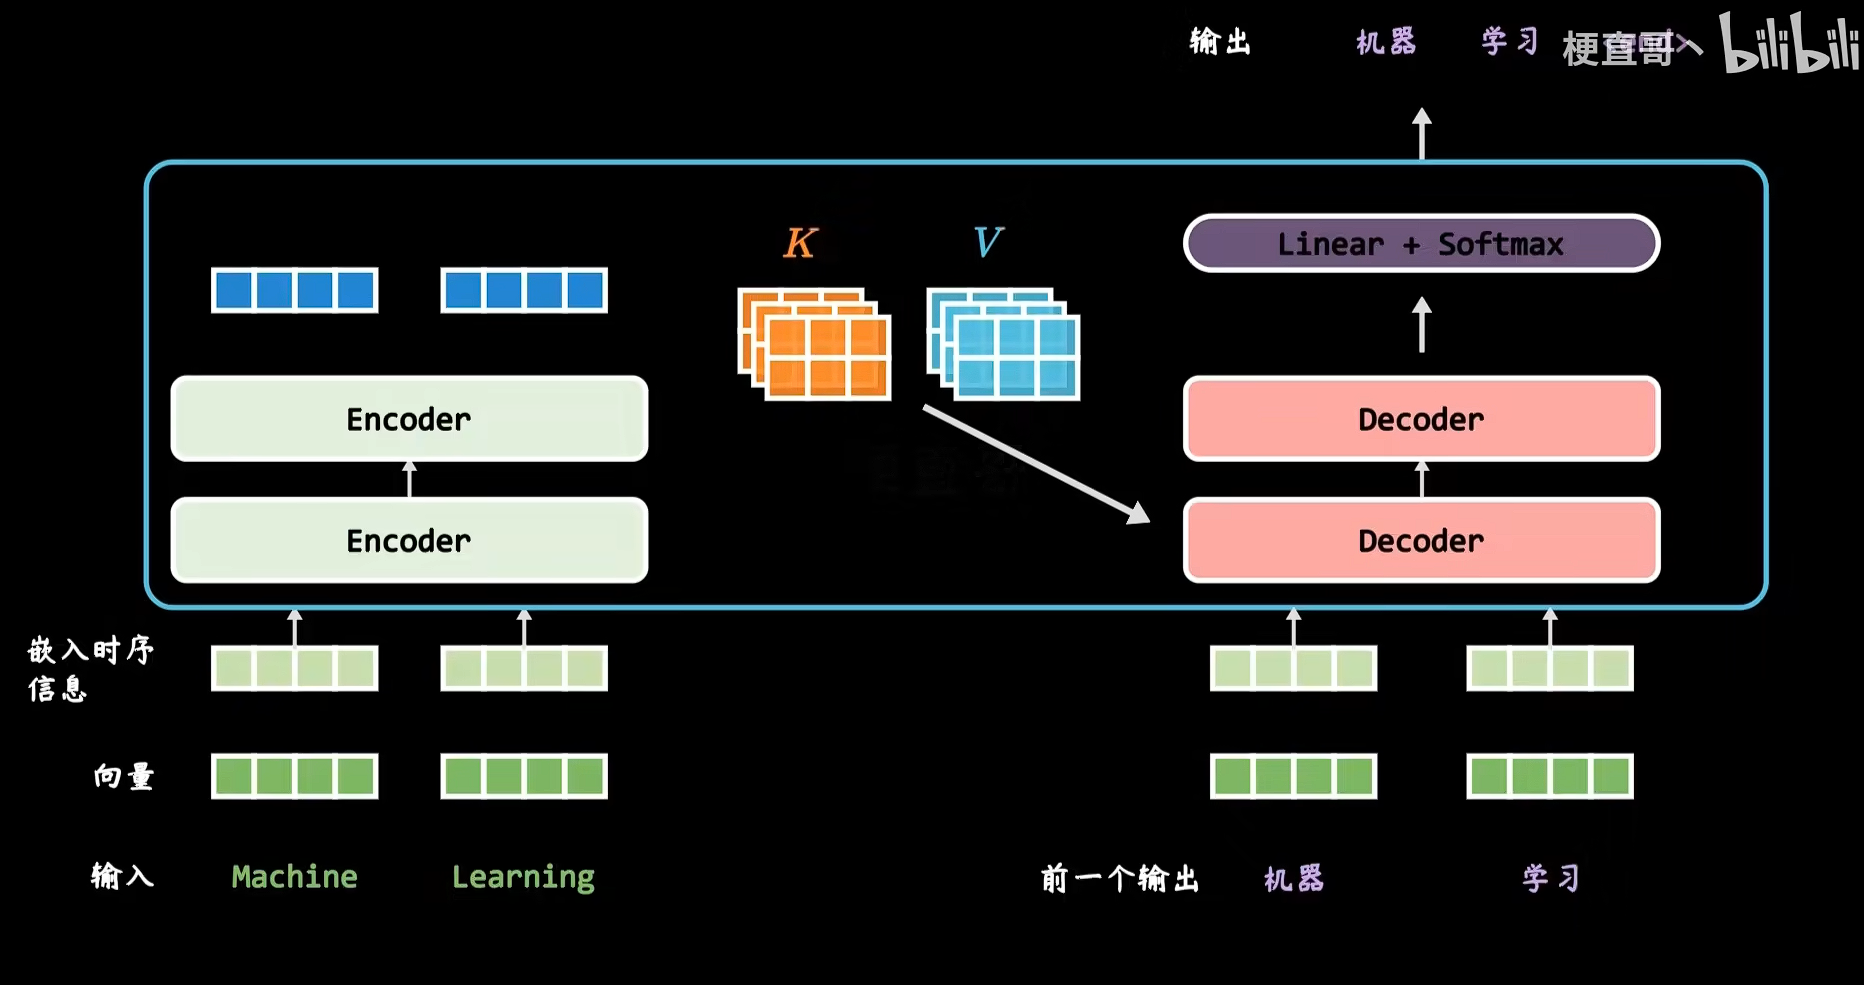 输出 机器 学习
梗直哥 bilibili
K V
Linear + Softmax
Encoder Decoder
Encoder Decoder
嵌入时序
信息
向量
输入 Machine Learning 前一个输出 机器 学习